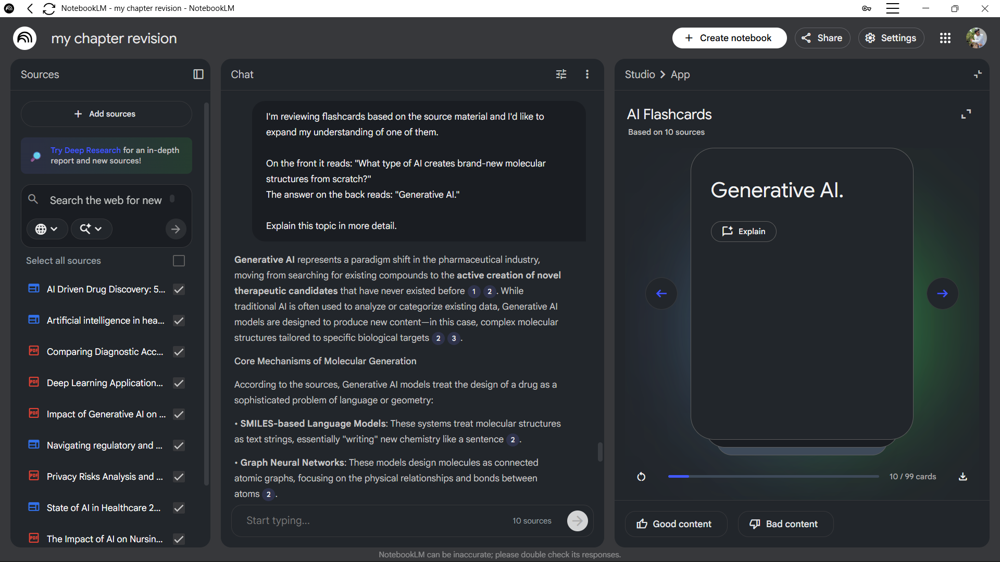 NotebookLM - my chapter revision - NotebookLM
my chapter revision
Create notebook
Share
Settings
Sources
Add sources
Try Deep Research for an in-depth
report and new sources!
Search the web for new
Select all sources
AI Driven Drug Discovery: 5...
Artificial intelligence in hea...
Comparing Diagnostic Acc...
Deep Learning Application...
Impact of Generative AI on ...
Navigating regulatory and ...
Privacy Risks Analysis and ...
State of AI in Healthcare 2...
The Impact of AI on Nursin...
Chat
I'm reviewing flashcards based on the source material and I'd like to
expand my understanding of one of them.
On the front it reads: "What type of AI creates brand-new molecular
structures from scratch?"
The answer on the back reads: "Generative AI."
Explain this topic in more detail.
Generative AI represents a paradigm shift in the pharmaceutical industry,
moving from searching for existing compounds to the active creation of novel
therapeutic candidates that have never existed before 1 2 . While
traditional AI is often used to analyze or categorize existing data, Generative AI
models are designed to produce new content—in this case, complex molecular
structures tailored to specific biological targets 2 3 .
Core Mechanisms of Molecular Generation
According to the sources, Generative AI models treat the design of a drug as a
sophisticated problem of language or geometry:
• SMILES-based Language Models: These systems treat molecular structures
as text strings, essentially "writing" new chemistry like a sentence 2 .
• Graph Neural Networks: These models design molecules as connected
atomic graphs, focusing on the physical relationships and bonds between
atoms 2 .
Start typing...
10 sources
Studio > App
AI Flashcards
Based on 10 sources
Generative AI.
Explain
10 / 99 cards
Good content
Bad content
NotebookLM can be inaccurate; please double check its responses.
PDF
PDF
PDF
PDF
PDF